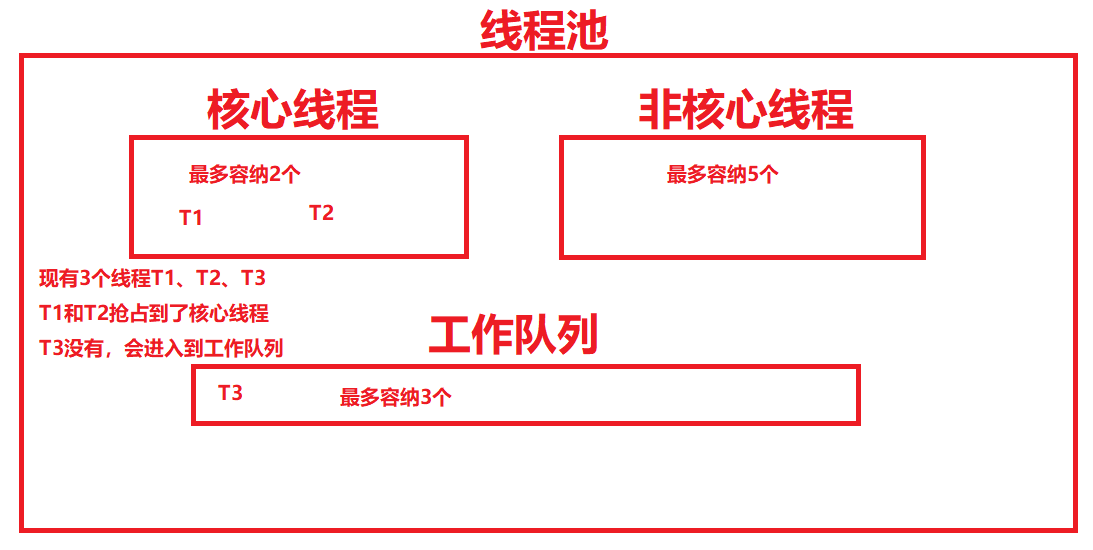 线程池
核心线程
非核心线程
最多容纳2个
最多容纳5个
T1
T2
现有3个线程T1、T2、T3
T1和T2抢占到了核心线程
T3没有，会进入到工作队列
工作队列
T3
最多容纳3个